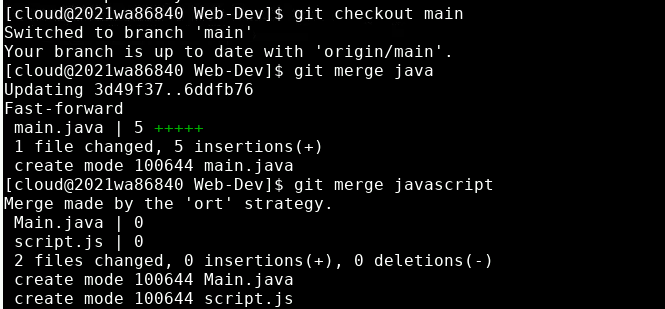 [cloud@2021wa86840 Web-Dev]$ git checkout main
Switched to branch 'main'
Your branch is up to date with 'origin/main'.
[cloud@2021wa86840 Web-Dev]$ git merge java
Updating 3d49f37..6ddfb76
Fast-forward
 main.java | 5 +++++
 1 file changed, 5 insertions(+)
 create mode 100644 main.java
[cloud@2021wa86840 Web-Dev]$ git merge javascript
Merge made by the 'ort' strategy.
 Main.java | 0
 script.js | 0
 2 files changed, 0 insertions(+), 0 deletions(-)
 create mode 100644 Main.java
 create mode 100644 script.js